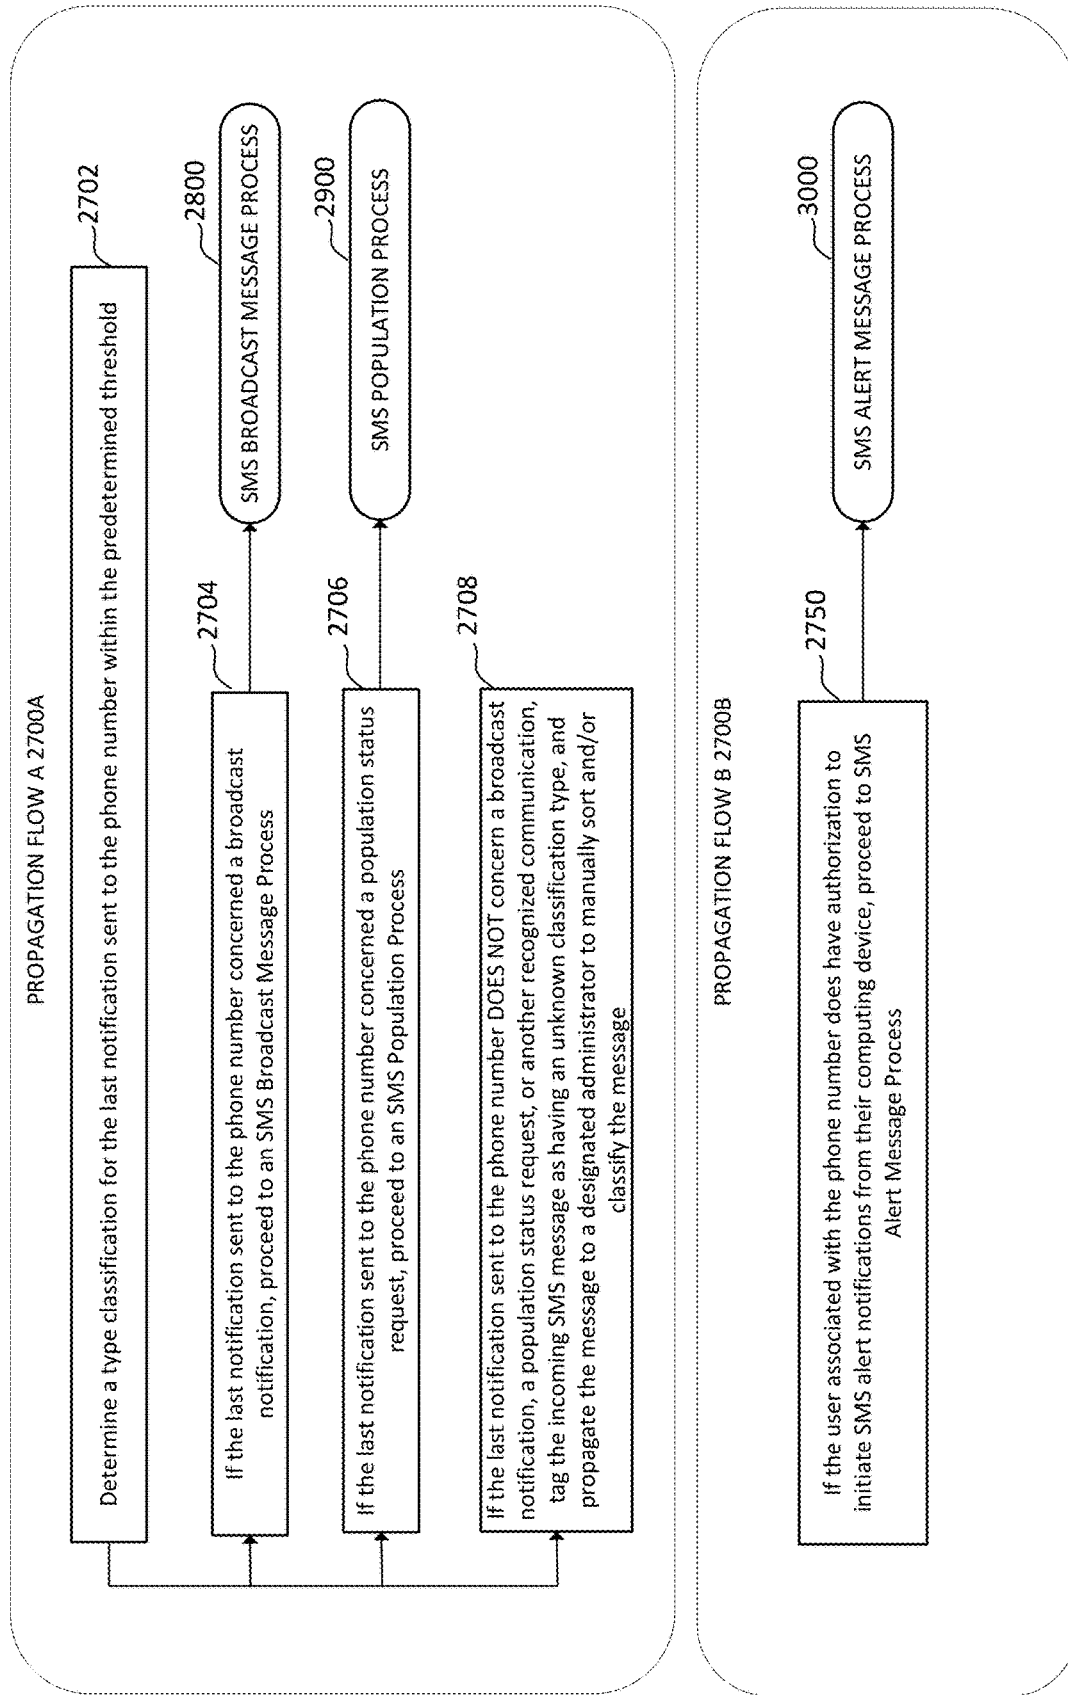 PROPAGATION FLOW A 2700A
2702
Determine a type classification for the last notification sent to the phone number within the predetermined threshold
2704
If the last notification sent to the phone number concerned a broadcast
notification, proceed to an SMS Broadcast Message Process
2800
SMS BROADCAST MESSAGE PROCESS
2706
If the last notification sent to the phone number concerned a population status
request, proceed to an SMS Population Process
2900
SMS POPULATION PROCESS
2708
If the last notification sent to the phone number DOES NOT concern a broadcast
notification, a population status request, or another recognized communication,
tag the incoming SMS message as having an unknown classification type, and
propagate the message to a designated administrator to manually sort and/or
classify the message
PROPAGATION FLOW B 2700B
2750
If the user associated with the phone number does have authorization to
initiate SMS alert notifications from their computing device, proceed to SMS
Alert Message Process
3000
SMS ALERT MESSAGE PROCESS